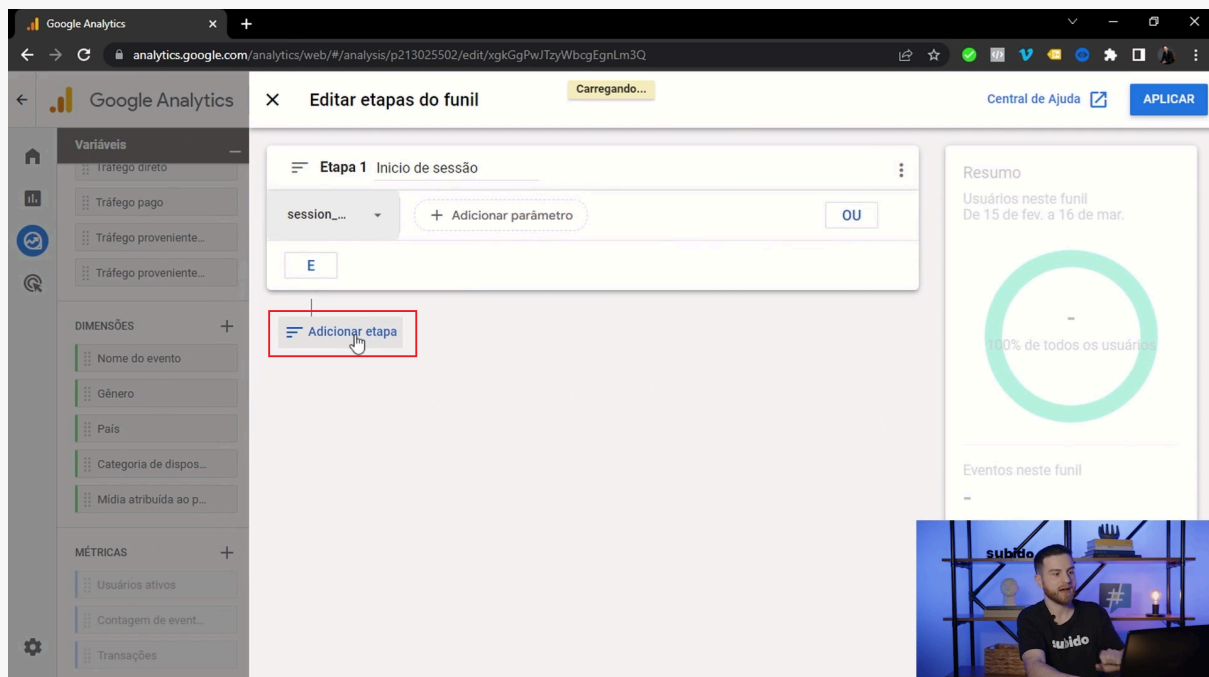 Google Analytics
analytics.google.com/analytics/web/#/analysis/p213025502/edit/xgkGgPwJTzyWbcgEgnLm3Q
Google Analytics
Editar etapas do funil
Carregando...
Central de Ajuda
APLICAR
Variáveis
Tráfego direto
Tráfego pago
Tráfego proveniente...
Tráfego proveniente...
DIMENSÕES
Nome do evento
Gênero
País
Categoria de dispos...
Mídia atribuída ao p...
MÉTRICAS
Usuários ativos
Contagem de event...
Transações
Etapa 1 Inicio de sessão
session_...
+ Adicionar parâmetro
OU
E
Adicionar etapa
Resumo
Usuários neste funil
De 15 de fev. a 16 de mar.
-
100% de todos os usuários
Eventos neste funil
-
subido
#
subido